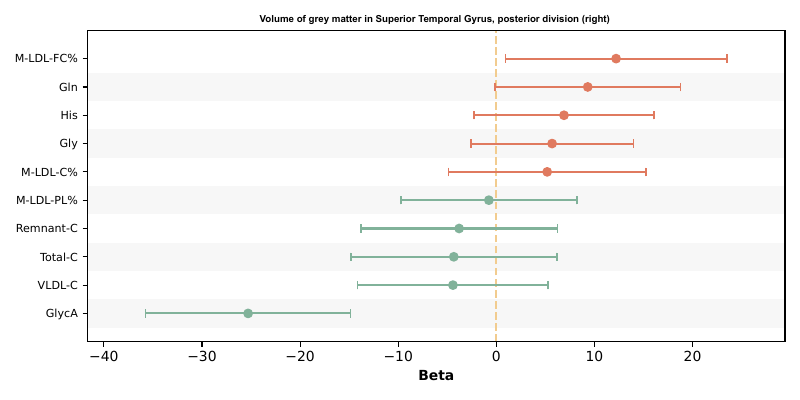 Volume of grey matter in Superior Temporal Gyrus, posterior division (right)
M-LDL-FC%
Gln
His
Gly
M-LDL-C%
M-LDL-PL%
Remnant-C
Total-C
VLDL-C
GlycA
−40 −30 −20 −10 0 10 20
Beta